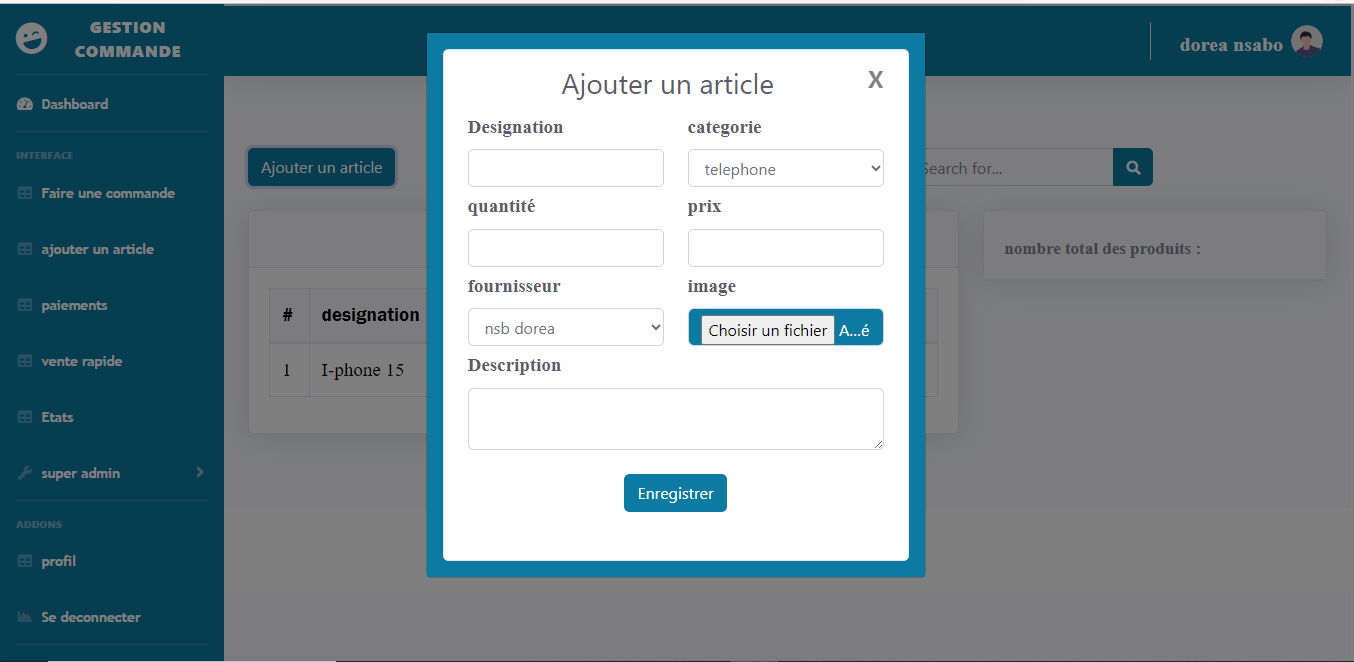 GESTION
COMMANDE
dorea nsabo
Dashboard
INTERFACE
Faire une commande
ajouter un article
paiements
vente rapide
Etats
super admin
ADDONS
profil
Se deconnecter
Ajouter un article
Search for...
nombre total des produits :
# designation
1 I-phone 15
Ajouter un article X
Designation categorie
telephone
quantité prix
fournisseur image
nsb dorea Choisir un fichier A...é
Description
Enregistrer